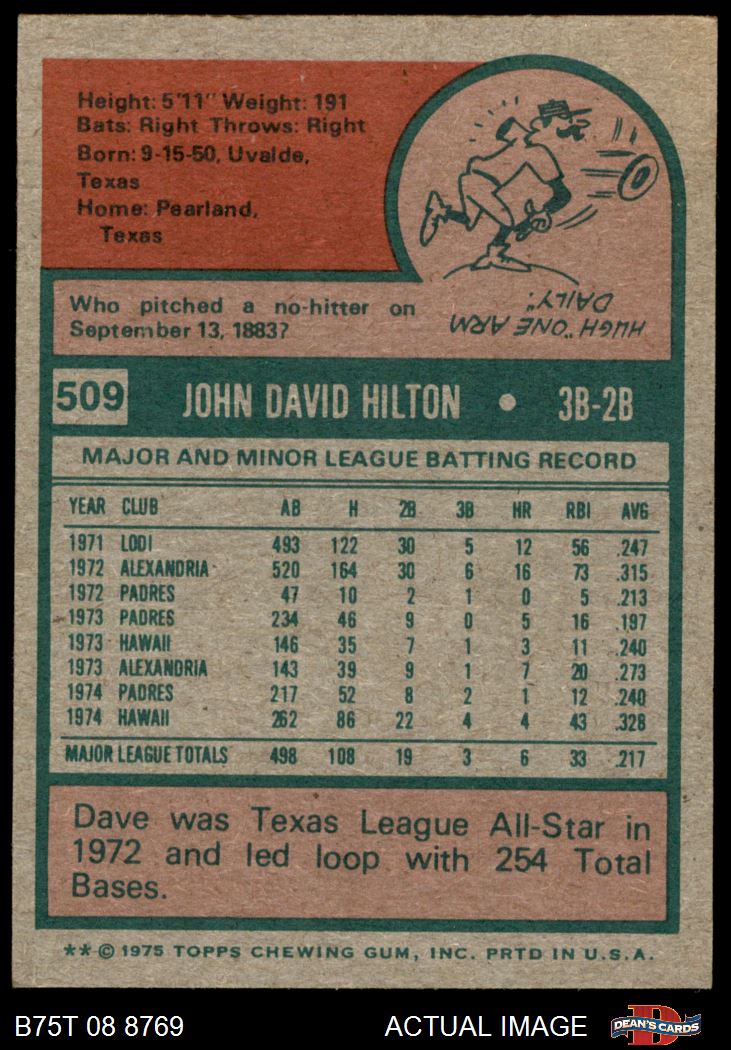 Height: 5'11" Weight: 191
Bats: Right Throws: Right
Born: 9-15-50, Uvalde,
Texas
Home: Pearland,
Texas
Who pitched a no-hitter on
September 13, 1883?
HUGH "ONE ARM
DAILY".
509 JOHN DAVID HILTON • 3B-2B
MAJOR AND MINOR LEAGUE BATTING RECORD
YEAR CLUB AB H 2B 3B HR RBI AVG
1971 LODI 493 122 30 5 12 56 .247
1972 ALEXANDRIA 520 164 30 6 16 73 .315
1972 PADRES 47 10 2 1 0 5 .213
1973 PADRES 234 46 9 0 5 16 .197
1973 HAWAII 146 35 7 1 3 11 .240
1973 ALEXANDRIA 143 39 9 1 7 20 .273
1974 PADRES 217 52 8 2 1 12 .240
1974 HAWAII 262 86 22 4 4 43 .328
MAJOR LEAGUE TOTALS 498 108 19 3 6 33 .217
Dave was Texas League All-Star in
1972 and led loop with 254 Total
Bases.
**© 1975 TOPPS CHEWING GUM, INC. PRTD IN U.S.A.
B75T 08 8769 ACTUAL IMAGE D DEAN'S CARDS